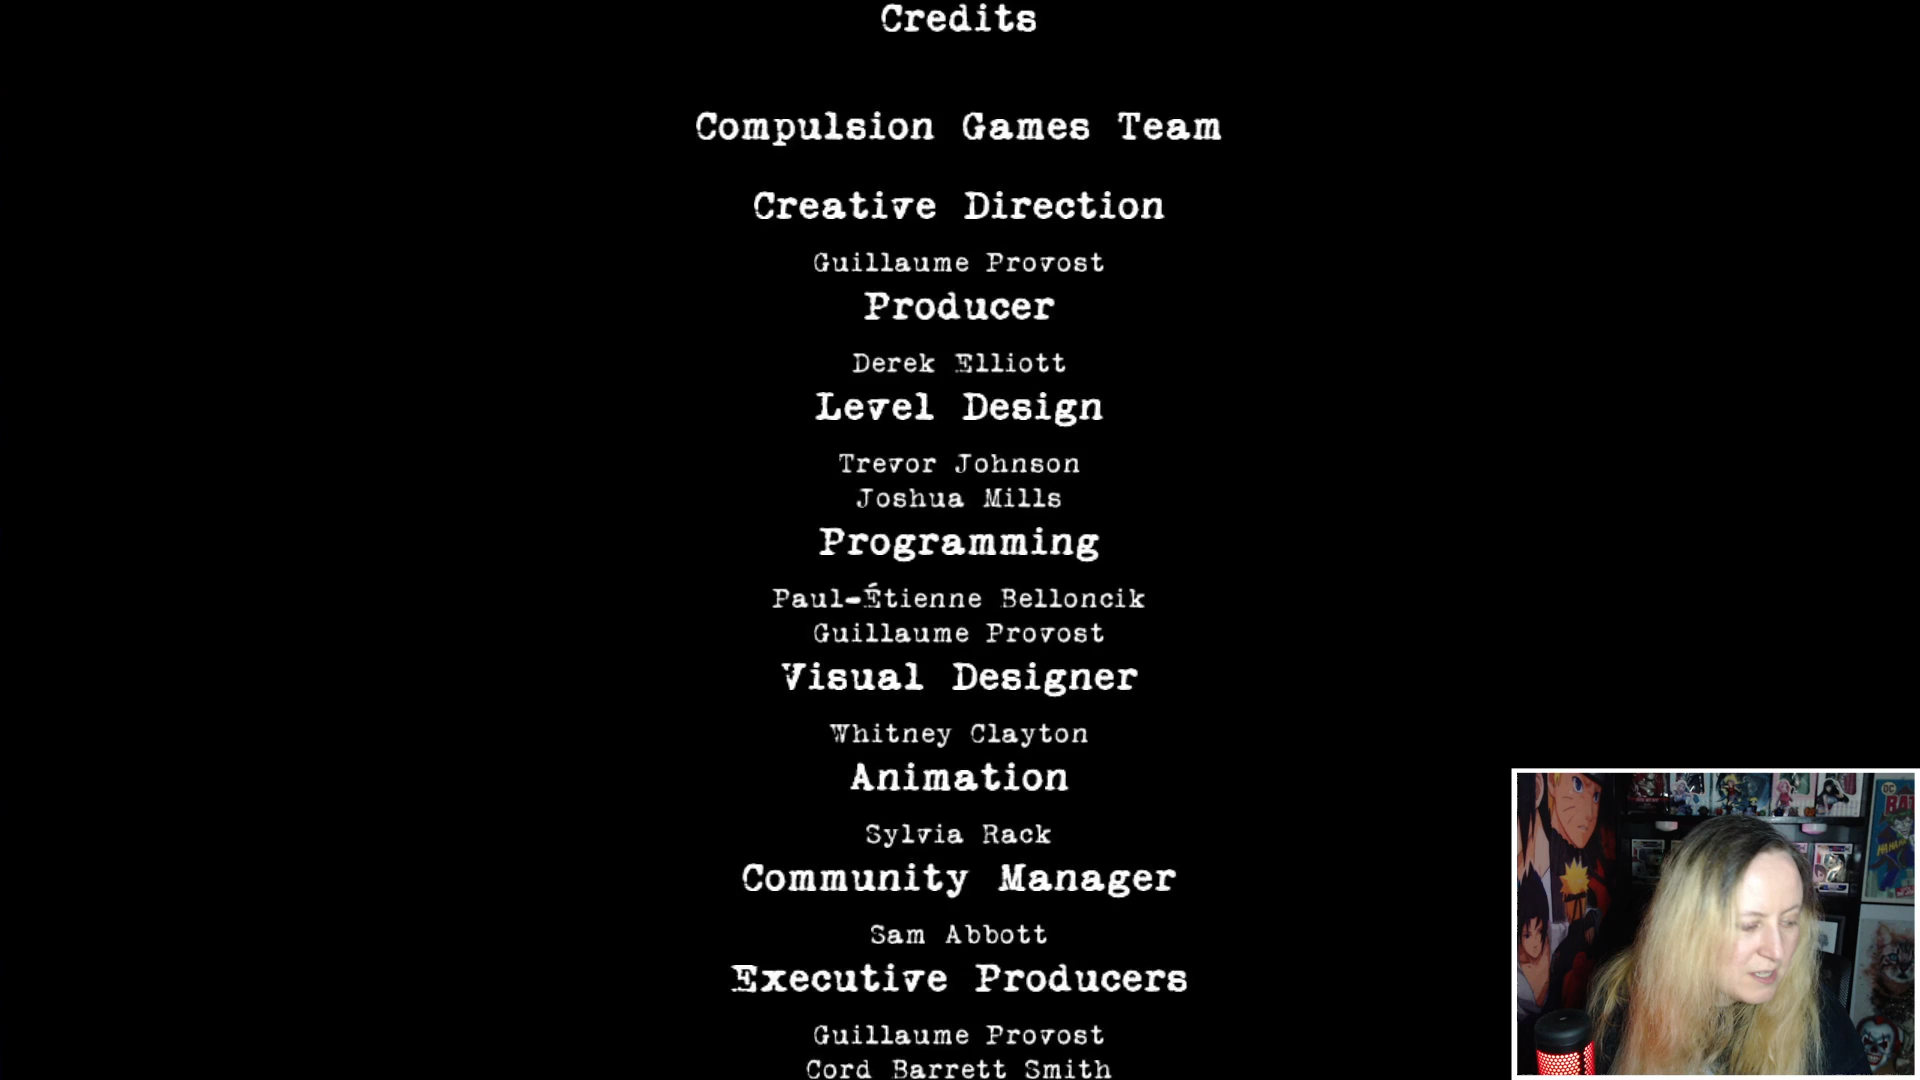 Credits
Compulsion Games Team
Creative Direction
Guillaume Provost
Producer
Derek Elliott
Level Design
Trevor Johnson
Joshua Mills
Programming
Paul-Étienne Belloncik
Guillaume Provost
Visual Designer
Whitney Clayton
Animation
Sylvia Rack
Community Manager
Sam Abbott
Executive Producers
Guillaume Provost
Cord Barrett Smith